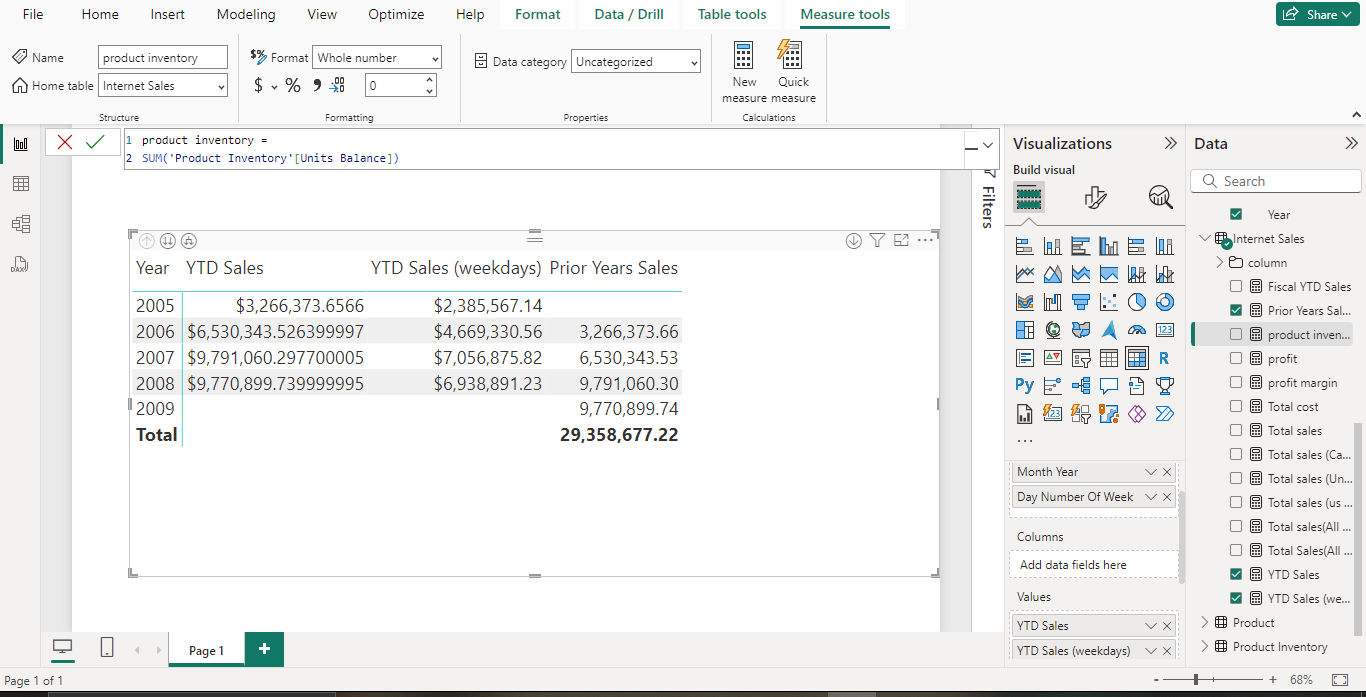 File Home Insert Modeling View Optimize Help Format Data / Drill Table tools Measure tools Share
Name product inventory
Home table Internet Sales
Structure
$% Format Whole number
$ % 0
Formatting
Data category Uncategorized
Properties
New measure
Quick measure
Calculations
1 product inventory =
2 SUM('Product Inventory'[Units Balance])
Year YTD Sales YTD Sales (weekdays) Prior Years Sales
2005 $3,266,373.6566 $2,385,567.14
2006 $6,530,343.526399997 $4,669,330.56 3,266,373.66
2007 $9,791,060.297700005 $7,056,875.82 6,530,343.53
2008 $9,770,899.739999995 $6,938,891.23 9,791,060.30
2009 9,770,899.74
Total 29,358,677.22
Filters
Visualizations
Build visual
123
R
Py
123
...
Month Year
Day Number Of Week
Columns
Add data fields here
Values
YTD Sales
YTD Sales (weekdays)
Data
Search
Year
Internet Sales
column
Fiscal YTD Sales
Prior Years Sal...
product inven...
profit
profit margin
Total cost
Total sales
Total sales (Ca...
Total sales (Un...
Total sales (us ...
Total sales(All ...
Total Sales(All ...
YTD Sales
YTD Sales (we...
Product
Product Inventory
DAX
Page 1
+
Page 1 of 1
- + 68%